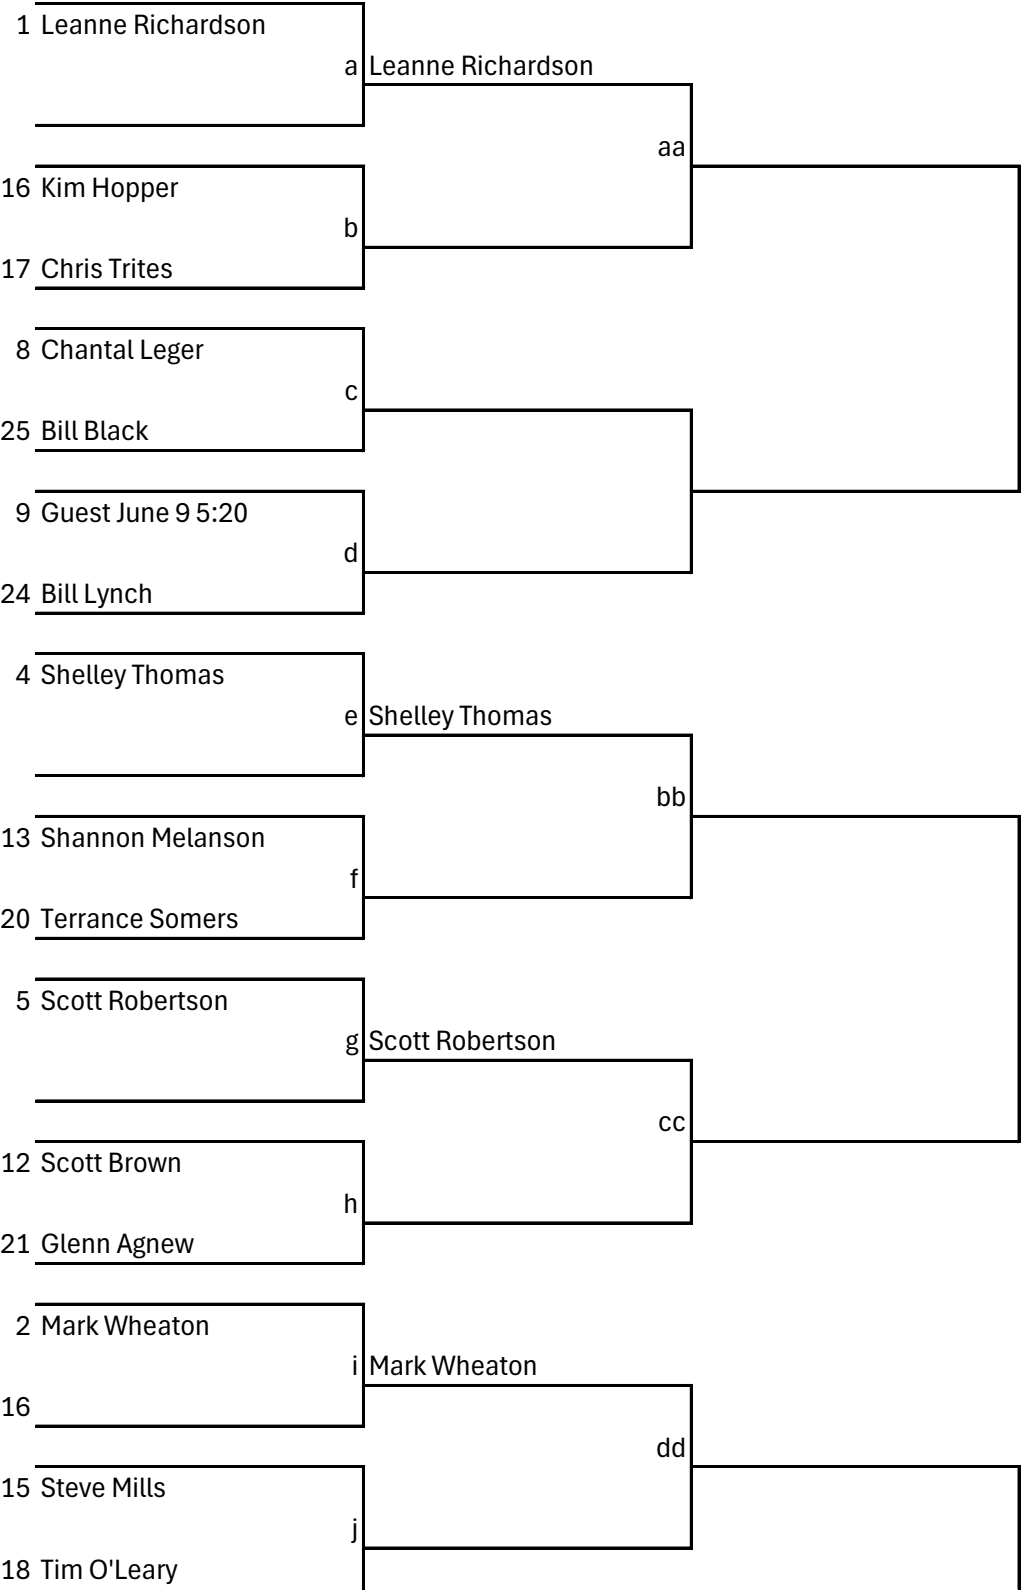 1 Leanne Richardson
a Leanne Richardson
aa
16 Kim Hopper
b
17 Chris Trites
8 Chantal Leger
c
25 Bill Black
9 Guest June 9 5:20
d
24 Bill Lynch
4 Shelley Thomas
e Shelley Thomas
bb
13 Shannon Melanson
f
20 Terrance Somers
5 Scott Robertson
g Scott Robertson
cc
12 Scott Brown
h
21 Glenn Agnew
2 Mark Wheaton
i Mark Wheaton
16
dd
15 Steve Mills
j
18 Tim O'Leary